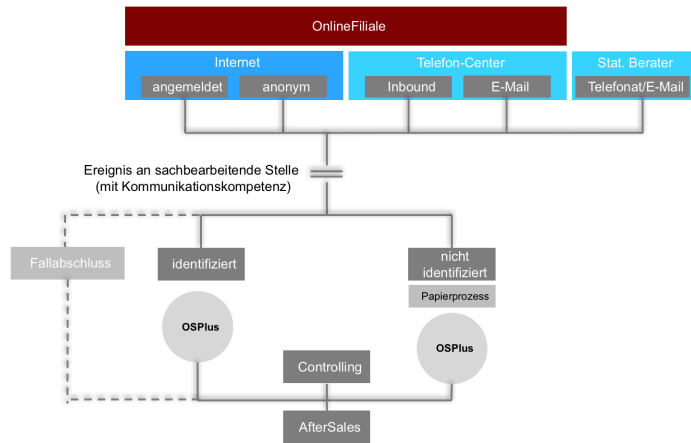 OnlineFiliale
Internet
Telefon-Center
Stat. Berater
angemeldet
anonym
Inbound
E-Mail
Telefonat/E-Mail
Ereignis an sachbearbeitende Stelle
(mit Kommunikationskompetenz)
Fallabschluss
identifiziert
nicht
identifiziert
Papierprozess
OSPlus
OSPlus
Controlling
AfterSales